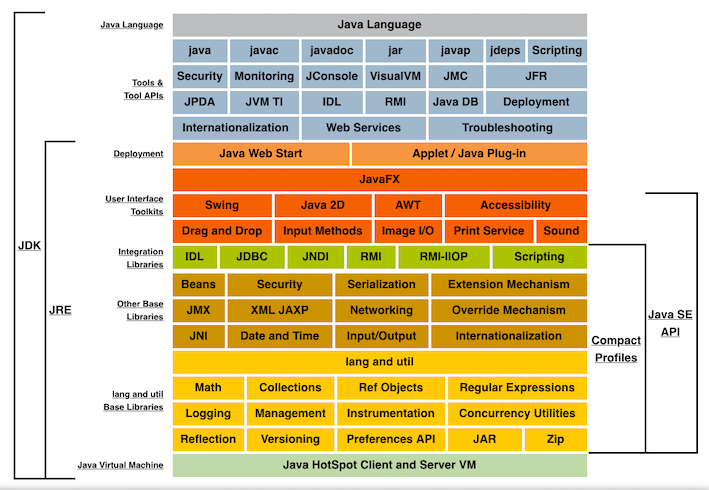 Java Language
Java Language
java javac javadoc jar javap jdeps Scripting
Security Monitoring JConsole VisualVM JMC JFR
Tools &
Tool APIs
JPDA JVM TI IDL RMI Java DB Deployment
Internationalization Web Services Troubleshooting
Deployment
Java Web Start Applet / Java Plug-in
JavaFX
User Interface
Toolkits
Swing Java 2D AWT Accessibility
Drag and Drop Input Methods Image I/O Print Service Sound
Integration
Libraries
IDL JDBC JNDI RMI RMI-IIOP Scripting
Beans Security Serialization Extension Mechanism
Other Base
Libraries
JMX XML JAXP Networking Override Mechanism
JNI Date and Time Input/Output Internationalization
lang and util
lang and util
Base Libraries
Math Collections Ref Objects Regular Expressions
Logging Management Instrumentation Concurrency Utilities
Reflection Versioning Preferences API JAR Zip
Java Virtual Machine
Java HotSpot Client and Server VM
JDK
JRE
Compact
Profiles
Java SE
API